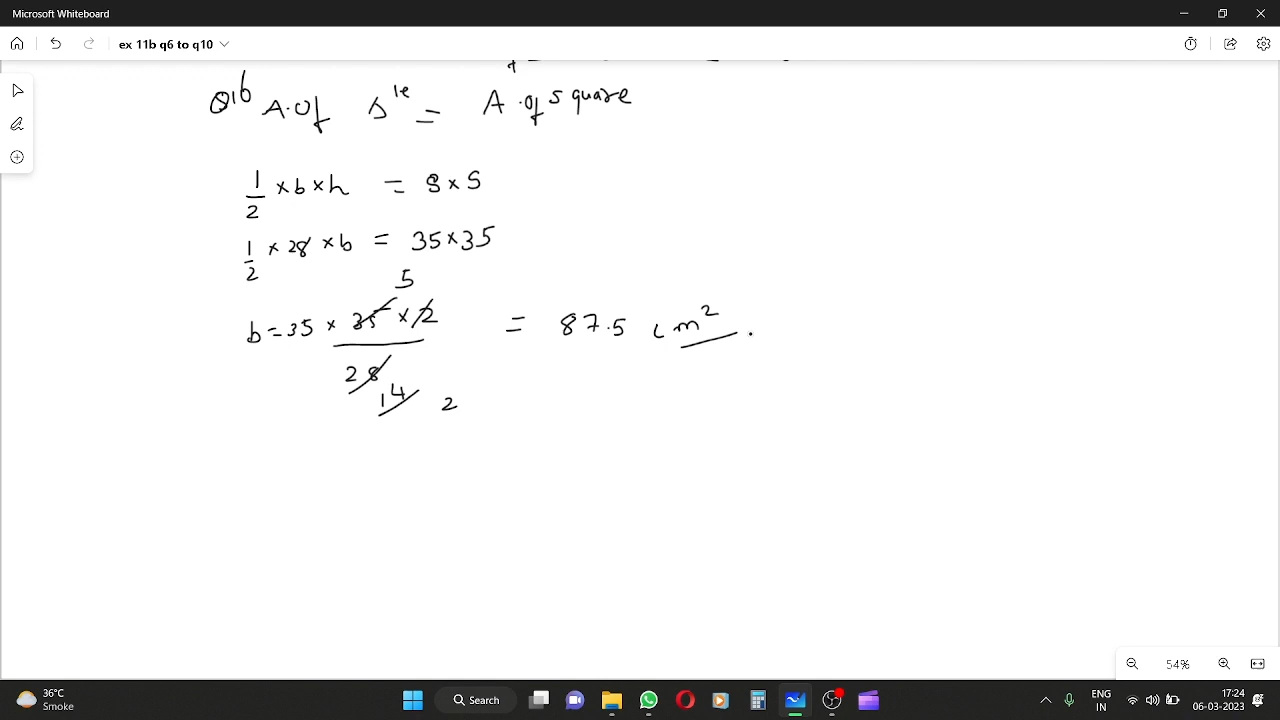 Microsoft Whiteboard
ex 11b q6 to q10
Q1b A.Of Δle = A.of square
1/2 × b × h = S × S
1/2 × 28 × b = 35 × 35
5
b = 35 × 35 × 2 / 28 = 87.5 cm².
14 2
54%
36°C
Smoke
Search
ENG
IN
17:24
06-03-2023